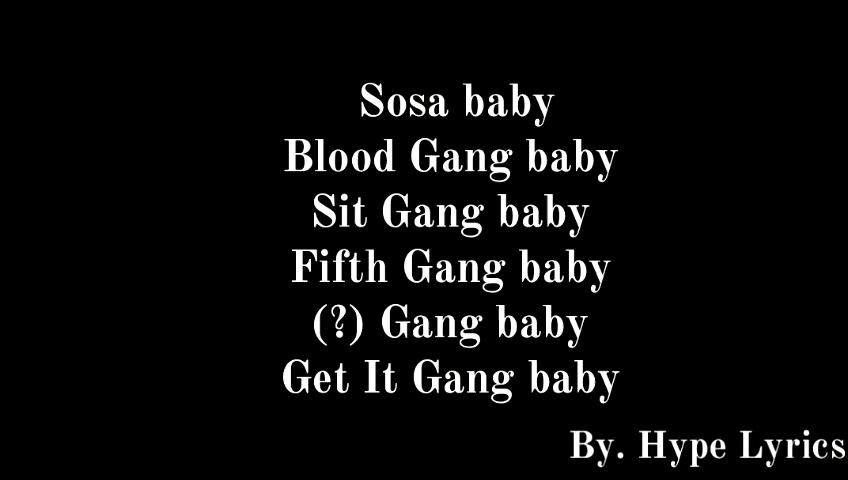 Sosa baby
Blood Gang baby
Sit Gang baby
Fifth Gang baby
(?) Gang baby
Get It Gang baby
By. Hype Lyrics